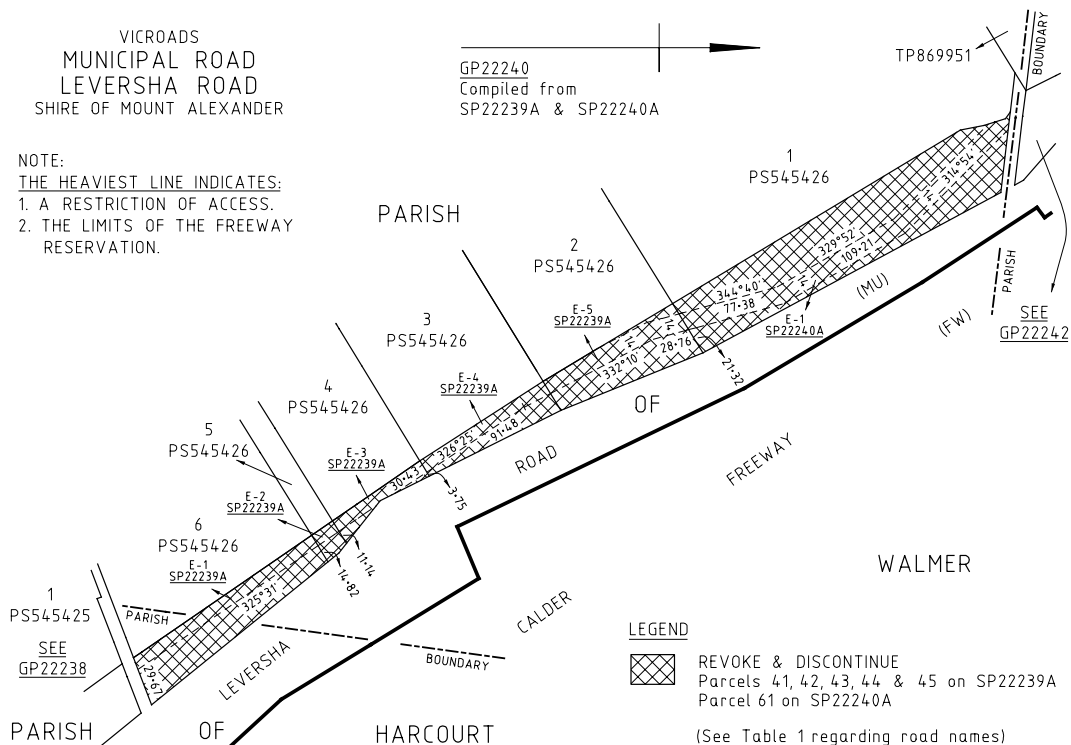 VICROADS
MUNICIPAL ROAD
LEVERSHA ROAD
SHIRE OF MOUNT ALEXANDER
GP22240
Compiled from
SP22239A & SP22240A
TP869951
BOUNDARY
NOTE:
THE HEAVIEST LINE INDICATES:
1. A RESTRICTION OF ACCESS.
2. THE LIMITS OF THE FREEWAY
RESERVATION.
PARISH
1
PS545426
2
PS545426
3
PS545426
4
PS545426
5
PS545426
6
PS545426
1
PS545425
SEE
GP22238
314°54'
14
329°52'
109·21
14
344°40'
77·38
E-1
SP22240A
(MU)
(FW)
PARISH
SEE
GP22242
E-5
SP22239A
14
14
332°10'
28·76
21·32
E-4
SP22239A
326°25'
91·48
30·43
3·75
E-3
SP22239A
E-2
SP22239A
11·14
14·82
E-1
SP22239A
325°31'
29·67
PARISH
BOUNDARY
LEVERSHA
ROAD
OF
CALDER
FREEWAY
WALMER
PARISH
OF
HARCOURT
LEGEND
REVOKE & DISCONTINUE
Parcels 41, 42, 43, 44 & 45 on SP22239A
Parcel 61 on SP22240A
(See Table 1 regarding road names)